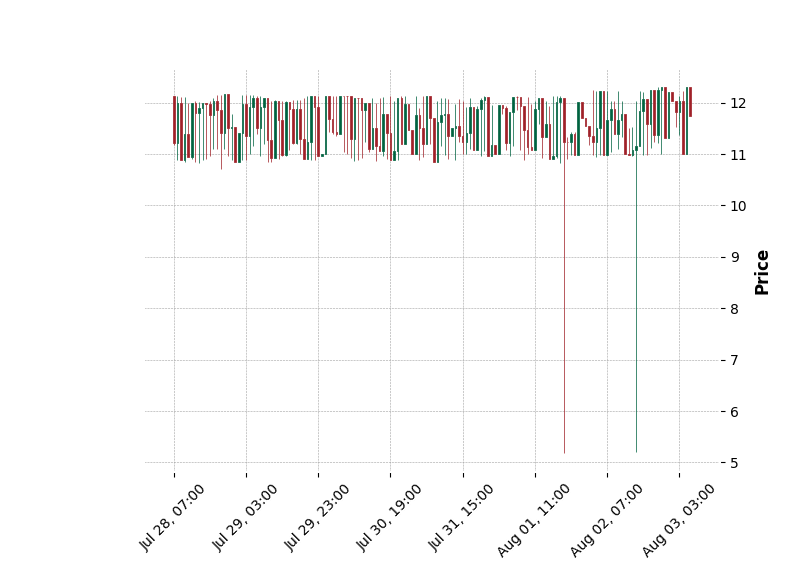 12
11
10
9
8
7
6
5
Price
Jul 28, 07:00
Jul 29, 03:00
Jul 29, 23:00
Jul 30, 19:00
Jul 31, 15:00
Aug 01, 11:00
Aug 02, 07:00
Aug 03, 03:00